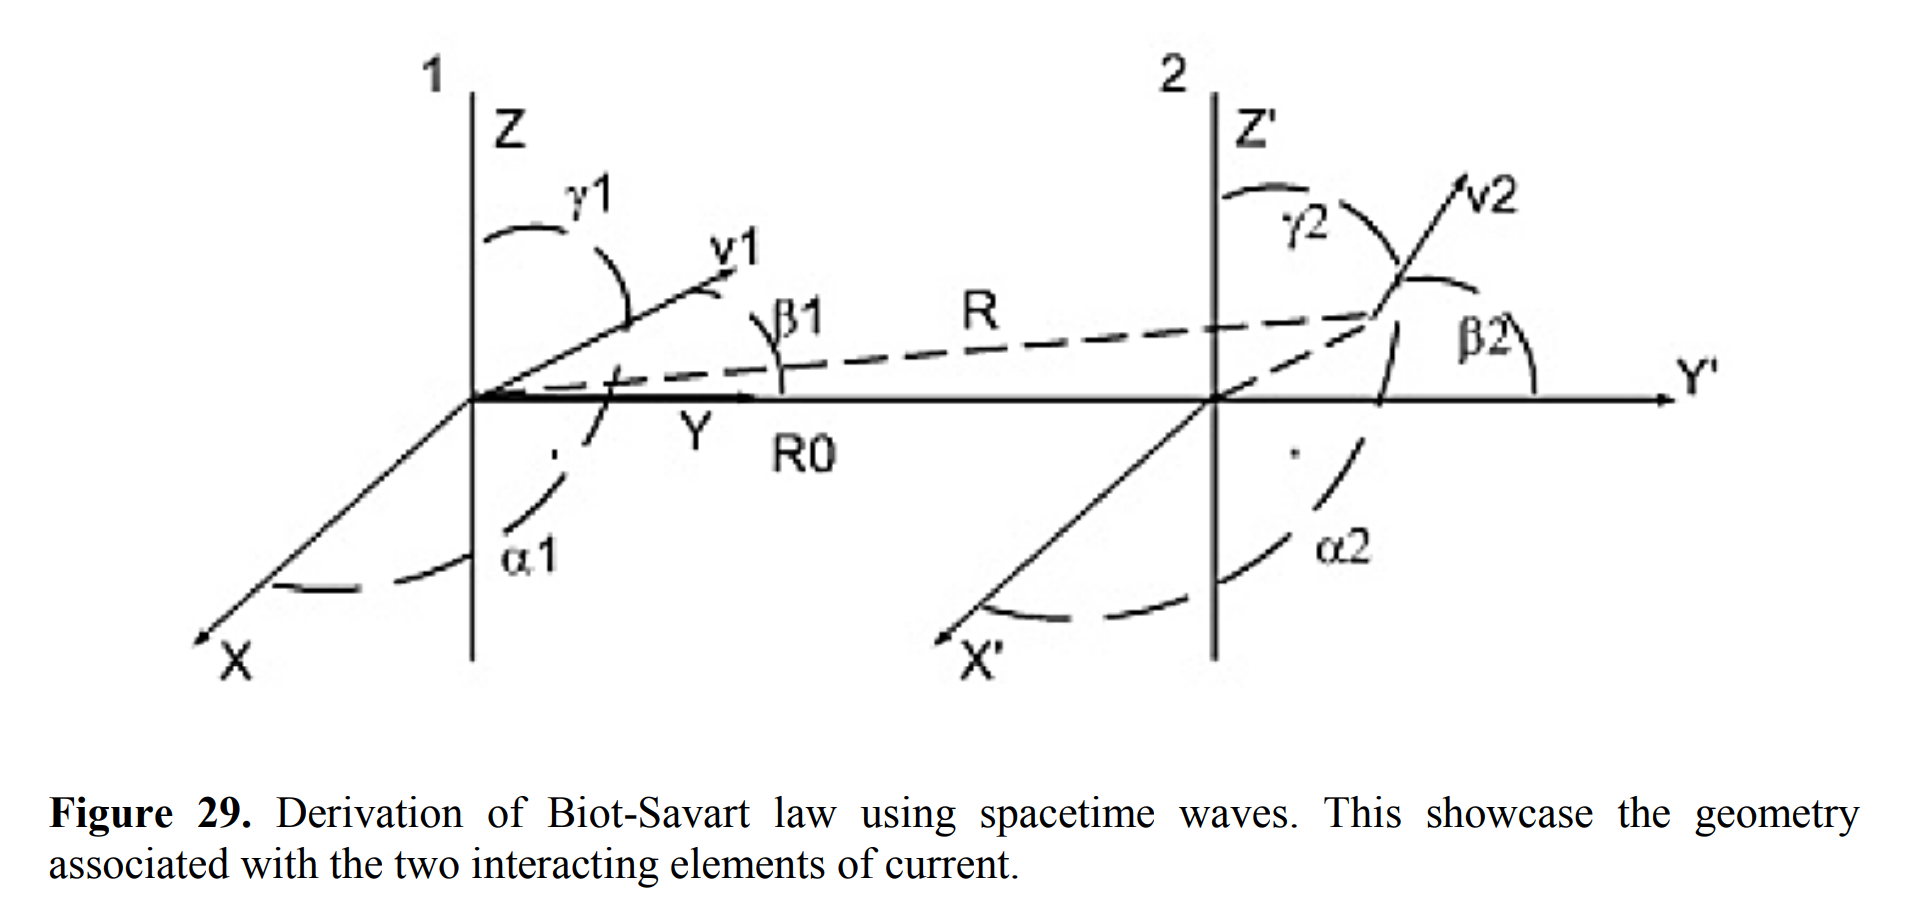 1
2
Z
Z'
γ1
v1
β1
R
γ2
v2
β2
Y
R0
Y'
α1
α2
X
X'
Figure 29. Derivation of Biot-Savart law using spacetime waves. This showcase the geometry
associated with the two interacting elements of current.